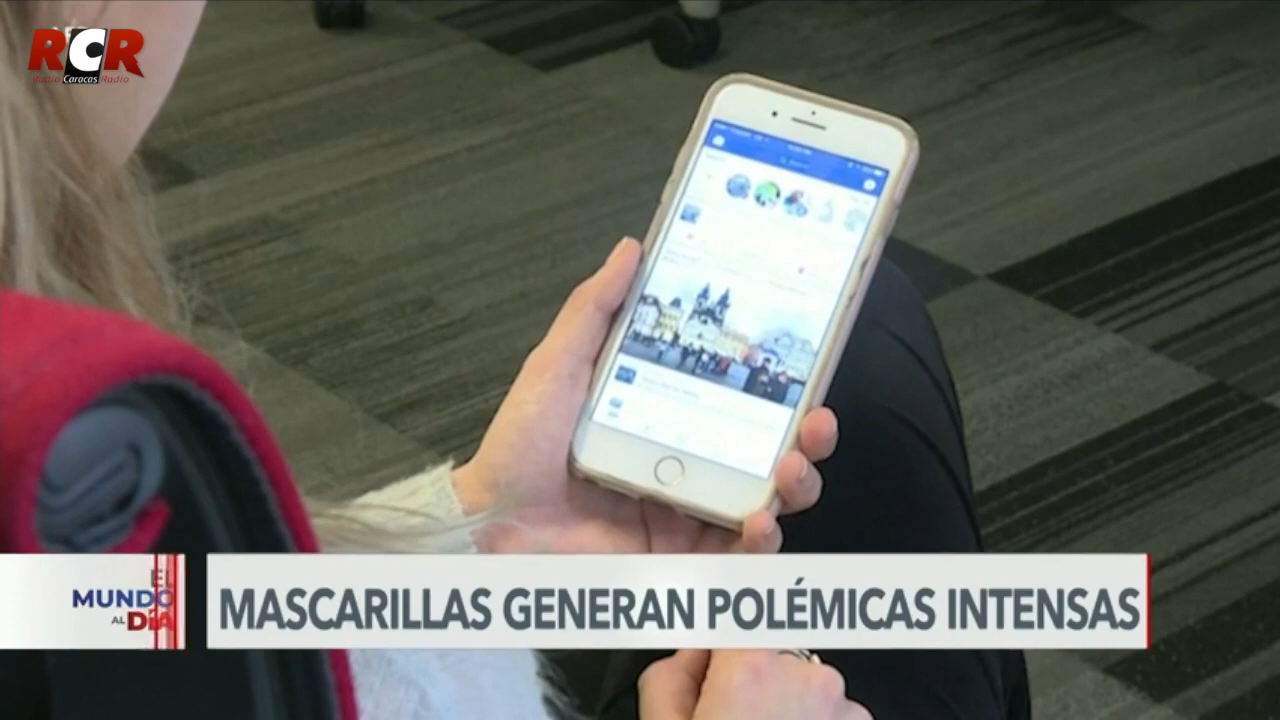 RCR
Radio Caracas Radio
EL
MUNDO
AL DÍA
MASCARILLAS GENERAN POLÉMICAS INTENSAS